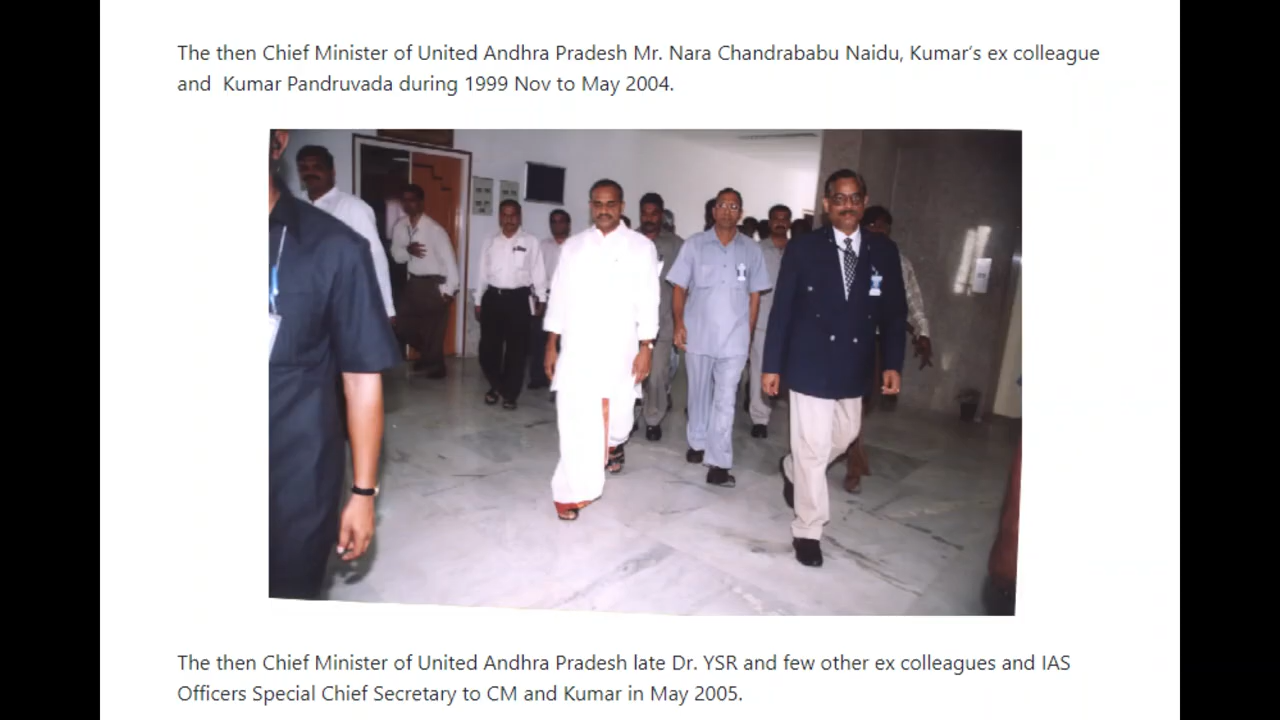 The then Chief Minister of United Andhra Pradesh Mr. Nara Chandrababu Naidu, Kumar’s ex colleague
and  Kumar Pandruvada during 1999 Nov to May 2004.
The then Chief Minister of United Andhra Pradesh late Dr. YSR and few other ex colleagues and IAS
Officers Special Chief Secretary to CM and Kumar in May 2005.